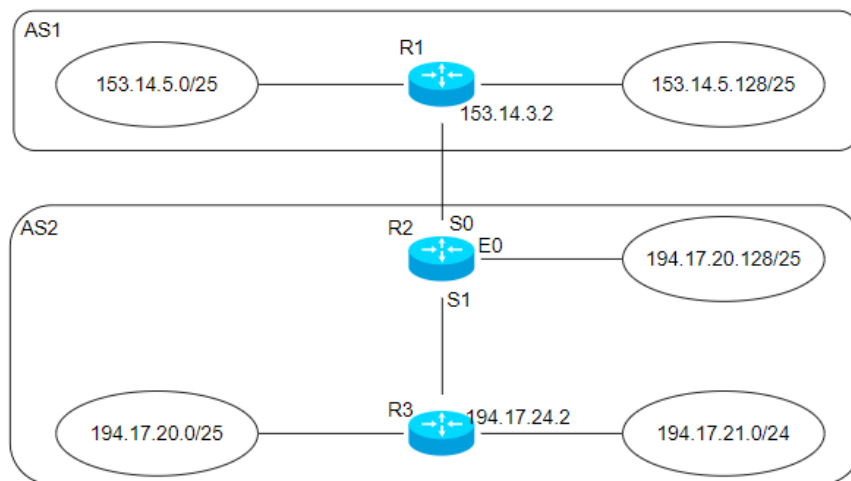 AS1
R1
153.14.5.0/25
153.14.5.128/25
153.14.3.2
AS2
R2
S0
E0
194.17.20.128/25
S1
R3
194.17.24.2
194.17.20.0/25
194.17.21.0/24